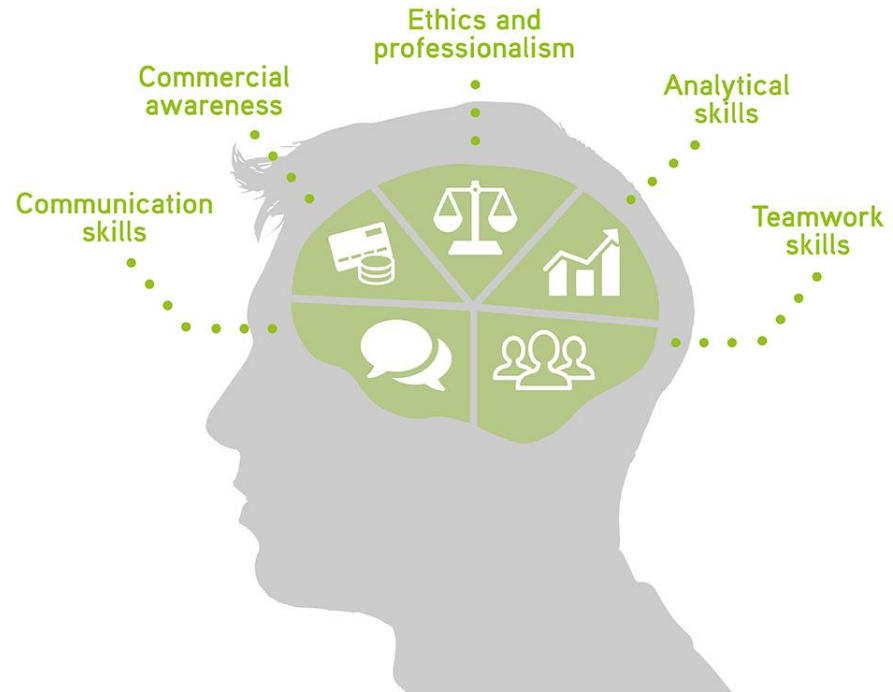 Ethics and
professionalism
Commercial
awareness
Analytical
skills
Communication
skills
Teamwork
skills